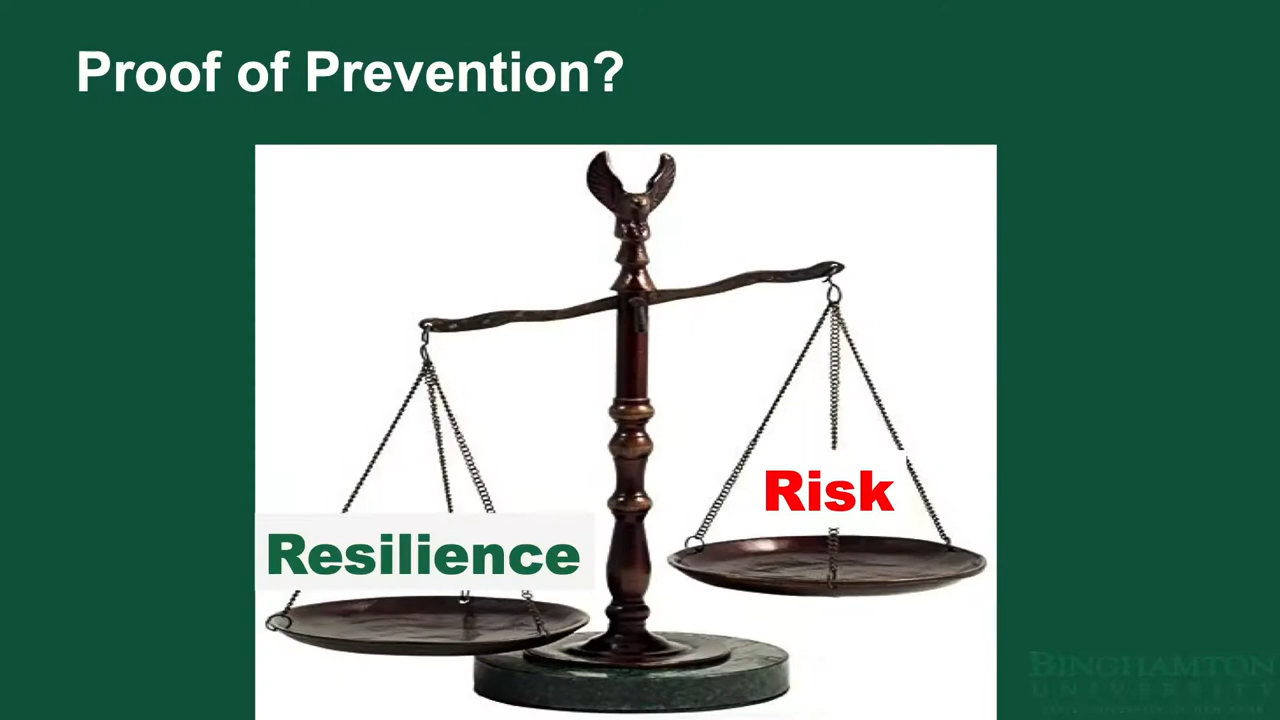 Proof of Prevention?
Risk
Resilience
BINGHAMTON
UNIVERSITY